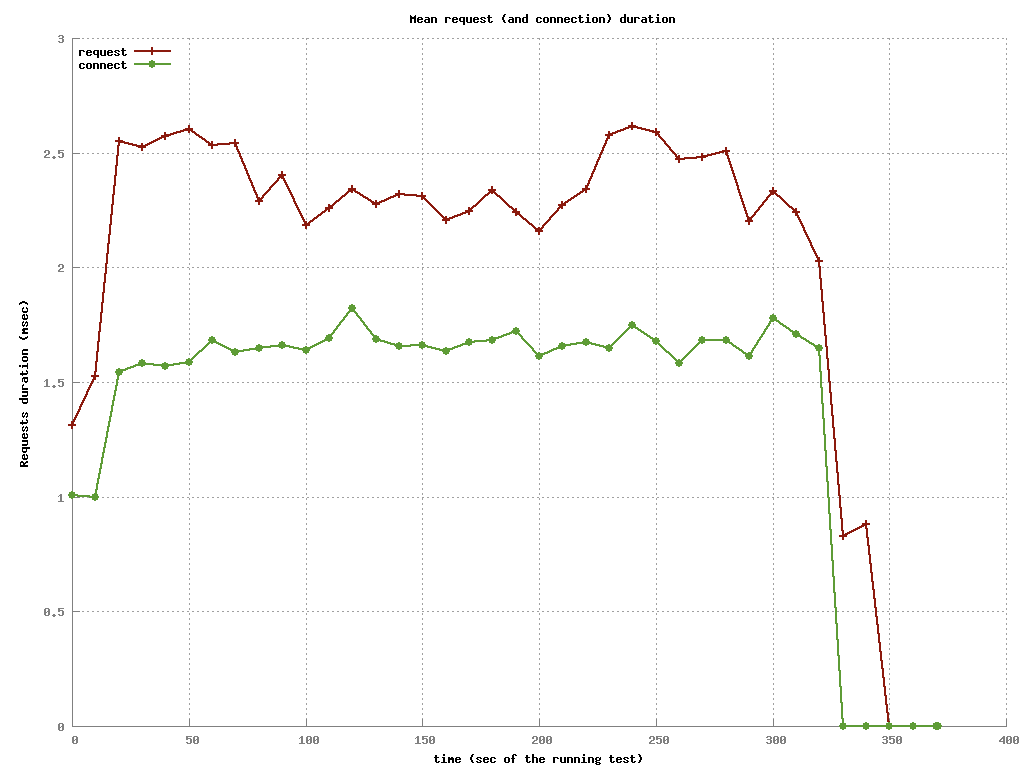 Mean request (and connection) duration
request
connect
3
2.5
2
1.5
1
0.5
0
0 50 100 150 200 250 300 350 400
Requests duration (msec)
time (sec of the running test)